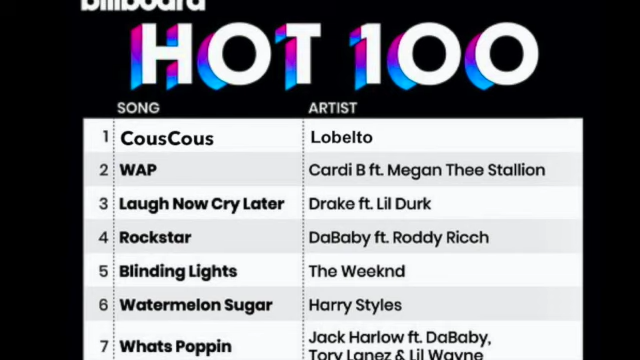 billboard
HOT 100
SONG ARTIST
1 CousCous Lobelto
2 WAP Cardi B ft. Megan Thee Stallion
3 Laugh Now Cry Later Drake ft. Lil Durk
4 Rockstar DaBaby ft. Roddy Ricch
5 Blinding Lights The Weeknd
6 Watermelon Sugar Harry Styles
7 Whats Poppin Jack Harlow ft. DaBaby,
Tory Lanez & Lil Wayne